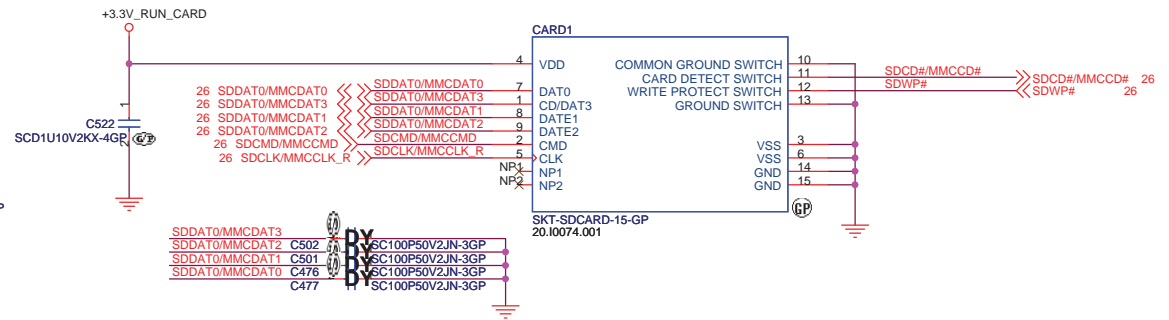 +3.3V_RUN_CARD
CARD1
4 VDD COMMON GROUND SWITCH 10
CARD DETECT SWITCH 11 SDCD#/MMCCD# SDCD#/MMCCD# 26
26 SDDAT0/MMCDAT0 SDDAT0/MMCDAT0 7 DAT0 WRITE PROTECT SWITCH 12 SDWP# SDWP# 26
26 SDDAT1/MMCDAT3 SDDAT1/MMCDAT3 1 CD/DAT3 GROUND SWITCH 13
26 SDDAT0/MMCDAT1 SDDAT0/MMCDAT1 8 DATE1
26 SDDAT0/MMCDAT2 SDDAT0/MMCDAT2 9 DATE2
26 SDCMD/MMCCMD SDCMD/MMCCMD 2 CMD VSS 3
26 SDCLK/MMCCLK_R SDCLK/MMCCLK_R 5 CLK VSS 6
NP1 NP1 GND 14
NP2 NP2 GND 15
1
C522
SCD1U10V2KX-4GP
2
SKT-SDCARD-15-GP
20.I0074.001
GP
SDDAT0/MMCDAT3
SDDAT0/MMCDAT2 C502 DY SC100P50V2JN-3GP
SDDAT0/MMCDAT1 C501 SC100P50V2JN-3GP
SDDAT0/MMCDAT0 C476 DY SC100P50V2JN-3GP
C477 SC100P50V2JN-3GP